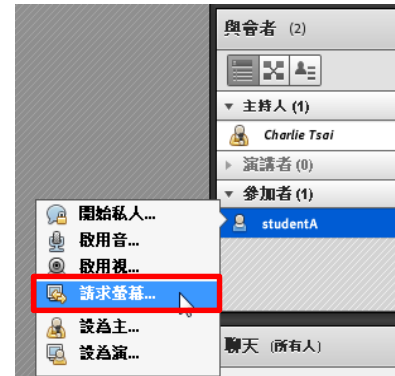 與會者 (2)
主持人 (1)
Charlie Tsai
演講者 (0)
參加者 (1)
studentA
開始私人...
啟用音...
啟用視...
請求螢幕...
設為主...
設為演...
聊天 (所有人)